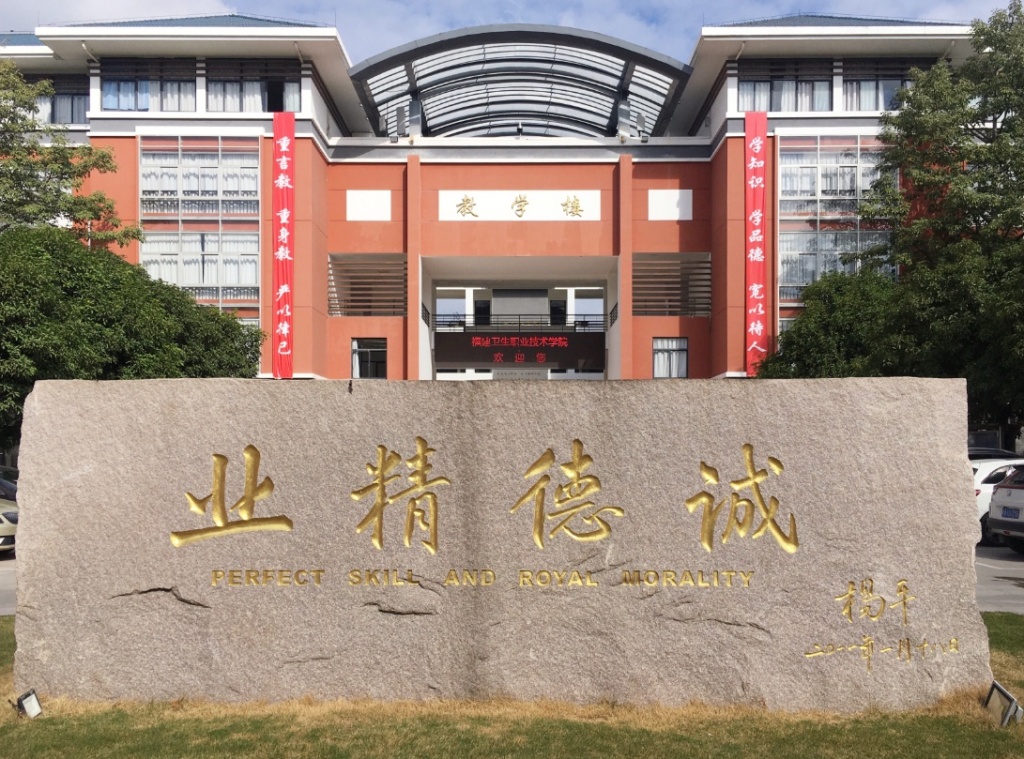 教学楼
重言教 重身教 严以律己
学知识 学品德 宽以待人
福建卫生职业技术学院
欢迎您
业精德诚
PERFECT SKILL AND ROYAL MORALITY
杨平